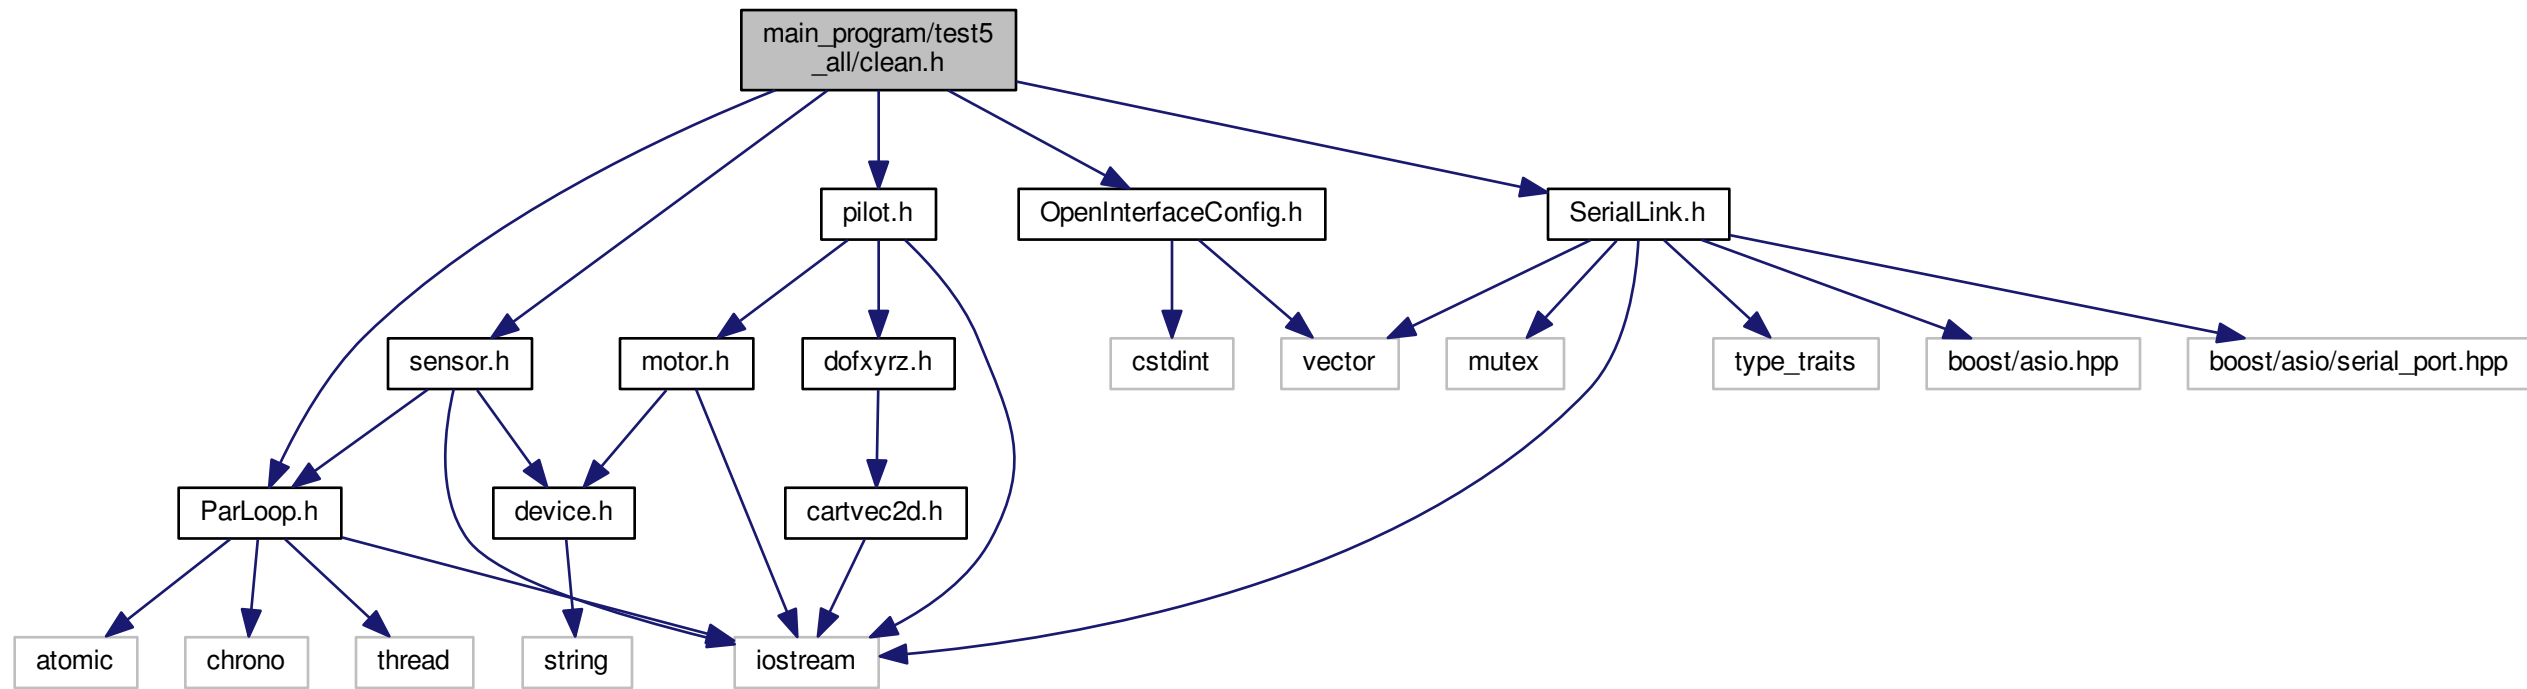 main_program/test5
_all/clean.h
pilot.h
OpenInterfaceConfig.h
SerialLink.h
sensor.h
motor.h
dofxyrz.h
cstdint
vector
mutex
type_traits
boost/asio.hpp
boost/asio/serial_port.hpp
ParLoop.h
device.h
cartvec2d.h
atomic
chrono
thread
string
iostream